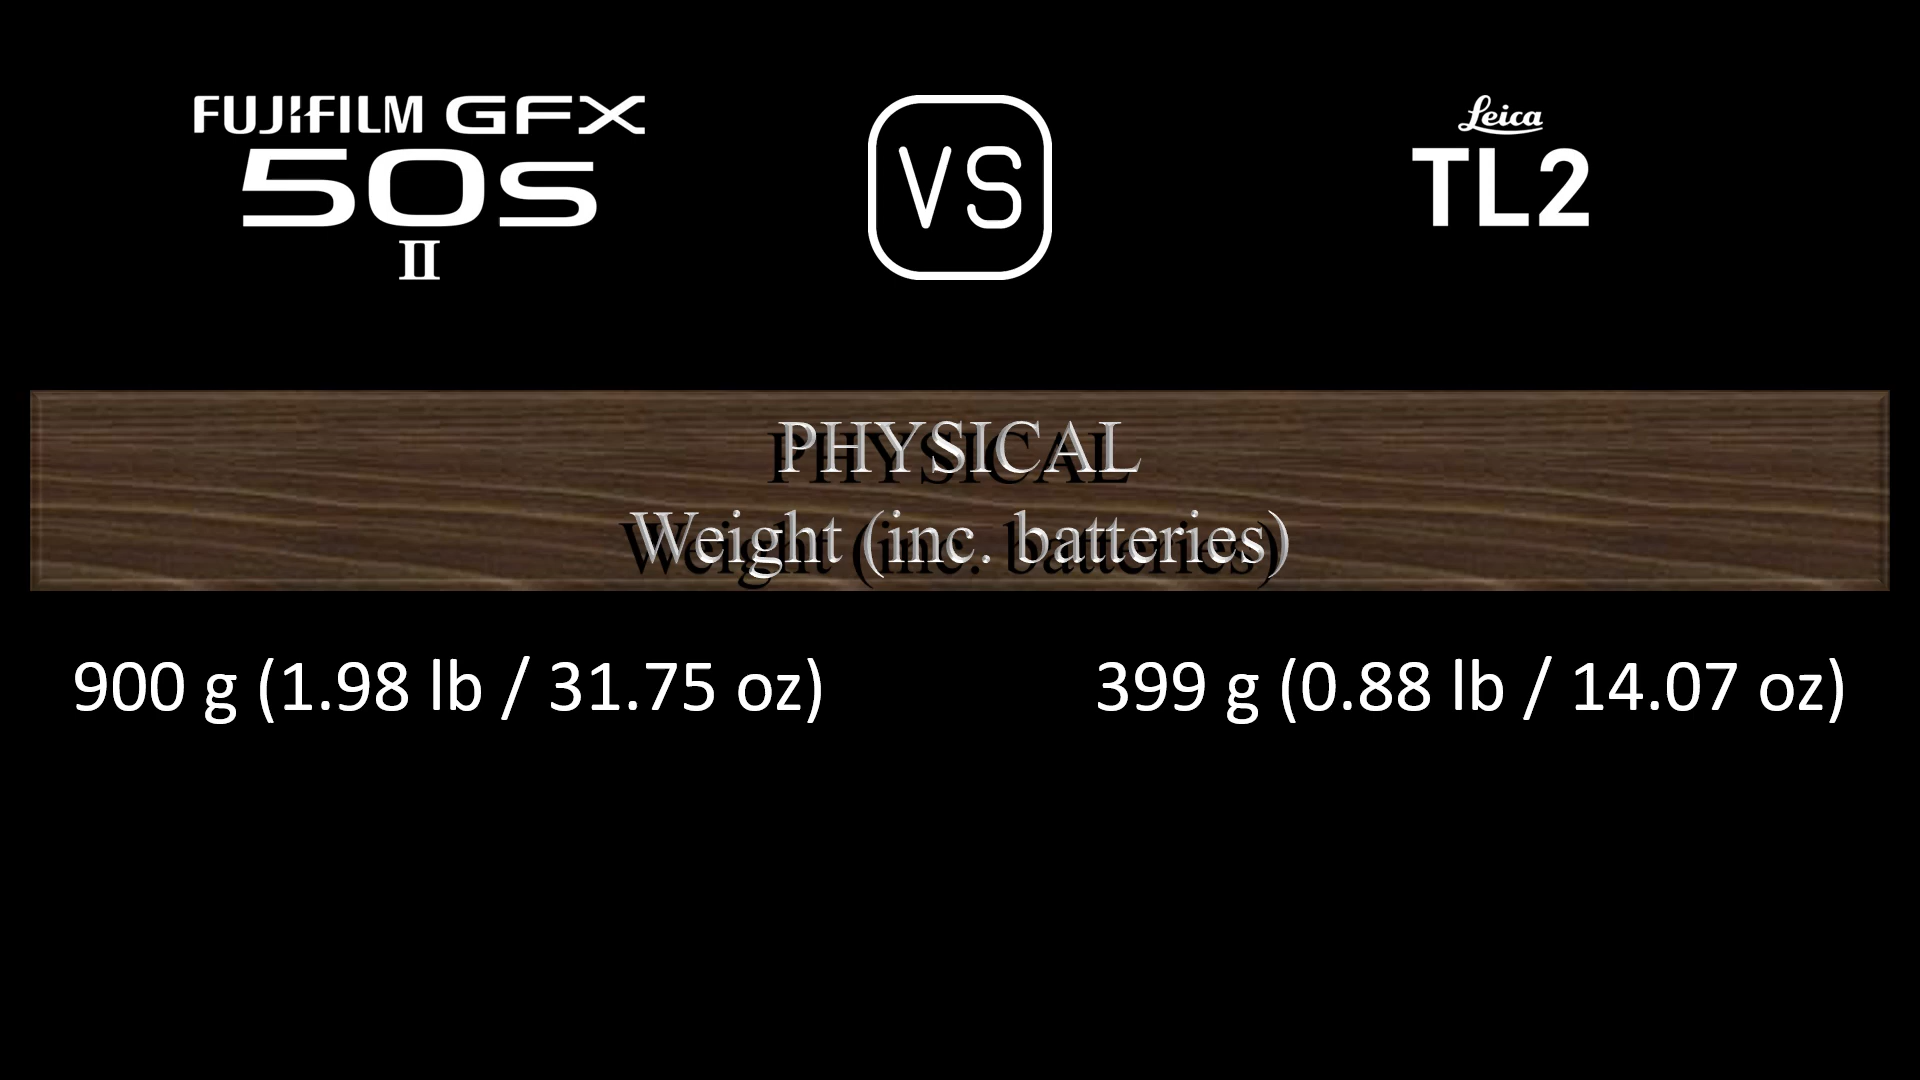 FUJIFILM GFX
50S
II
VS
Leica
TL2
PHYSICAL
Weight (inc. batteries)
900 g (1.98 lb / 31.75 oz)
399 g (0.88 lb / 14.07 oz)